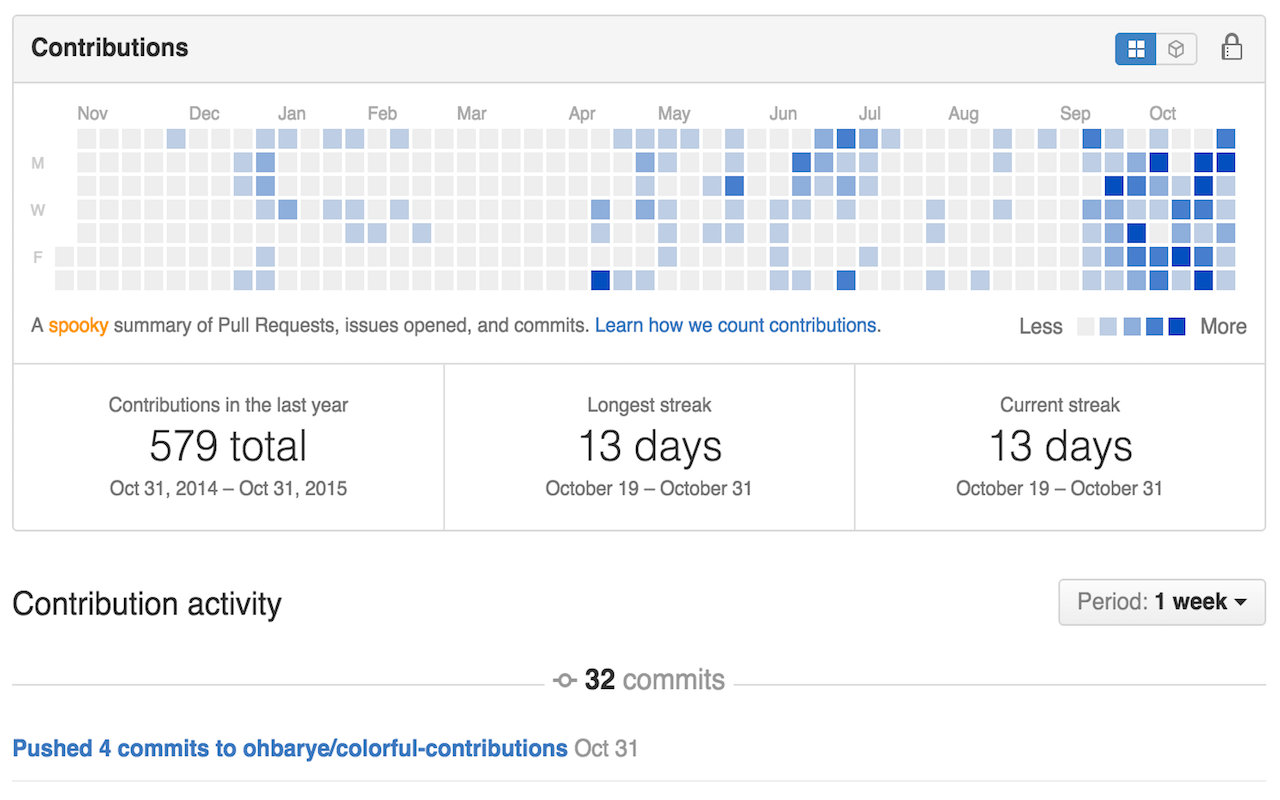 Contributions
Nov Dec Jan Feb Mar Apr May Jun Jul Aug Sep Oct
M
W
F
A spooky summary of Pull Requests, issues opened, and commits. Learn how we count contributions.
Less More
Contributions in the last year
579 total
Oct 31, 2014 – Oct 31, 2015
Longest streak
13 days
October 19 – October 31
Current streak
13 days
October 19 – October 31
Contribution activity
Period: 1 week
32 commits
Pushed 4 commits to ohbarye/colorful-contributions Oct 31